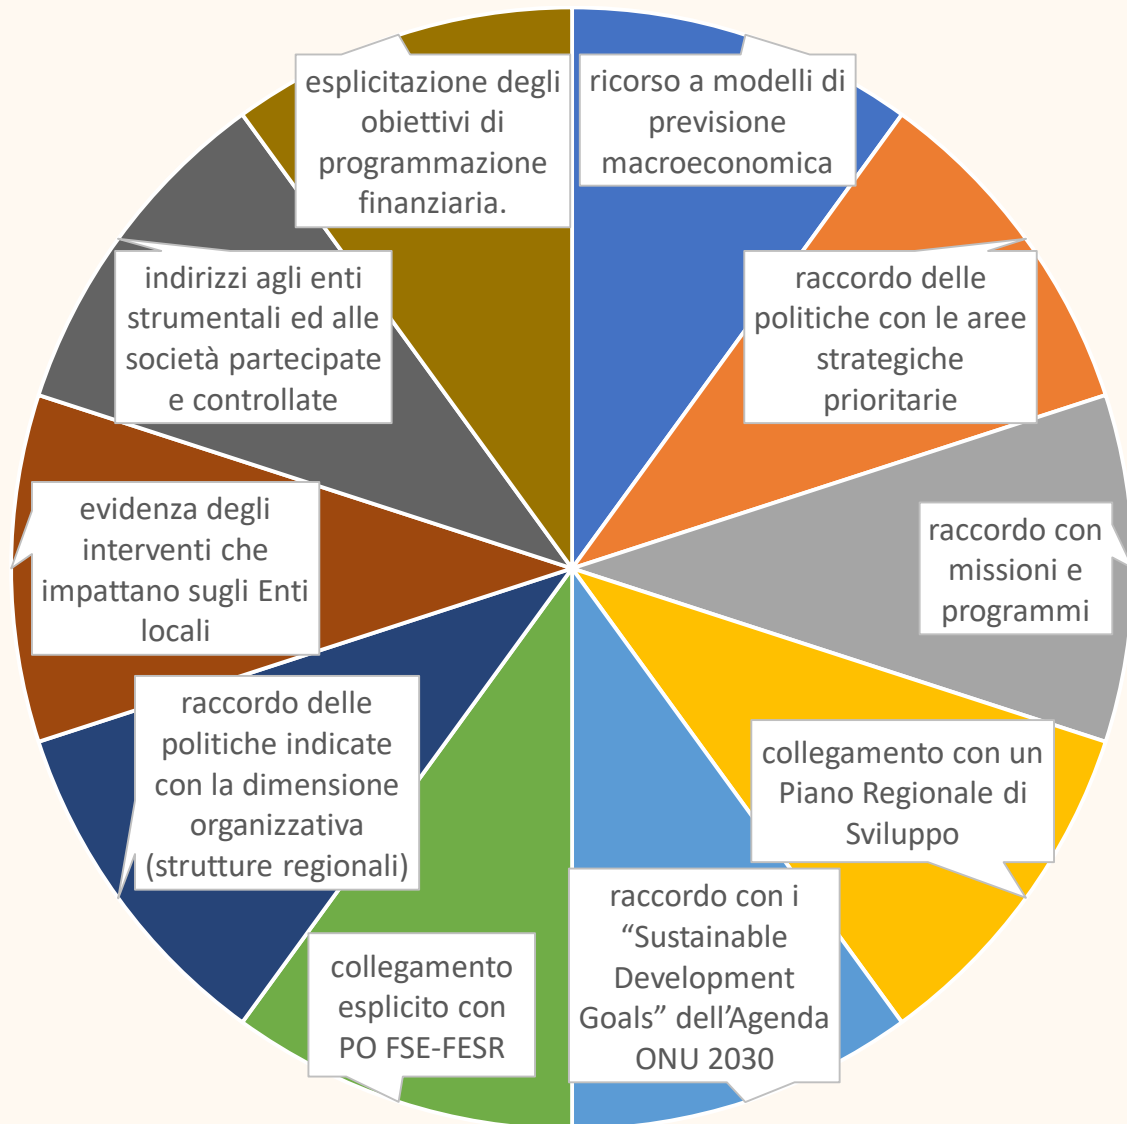 ricorso a modelli di
previsione
macroeconomica
raccordo delle
politiche con le aree
strategiche
prioritarie
raccordo con
missioni e
programmi
collegamento con un
Piano Regionale di
Sviluppo
raccordo con i
“Sustainable
Development
Goals” dell’Agenda
ONU 2030
collegamento
esplicito con
PO FSE-FESR
raccordo delle
politiche indicate
con la dimensione
organizzativa
(strutture regionali)
evidenza degli
interventi che
impattano sugli Enti
locali
indirizzi agli enti
strumentali ed alle
società partecipate
e controllate
esplicitazione degli
obiettivi di
programmazione
finanziaria.